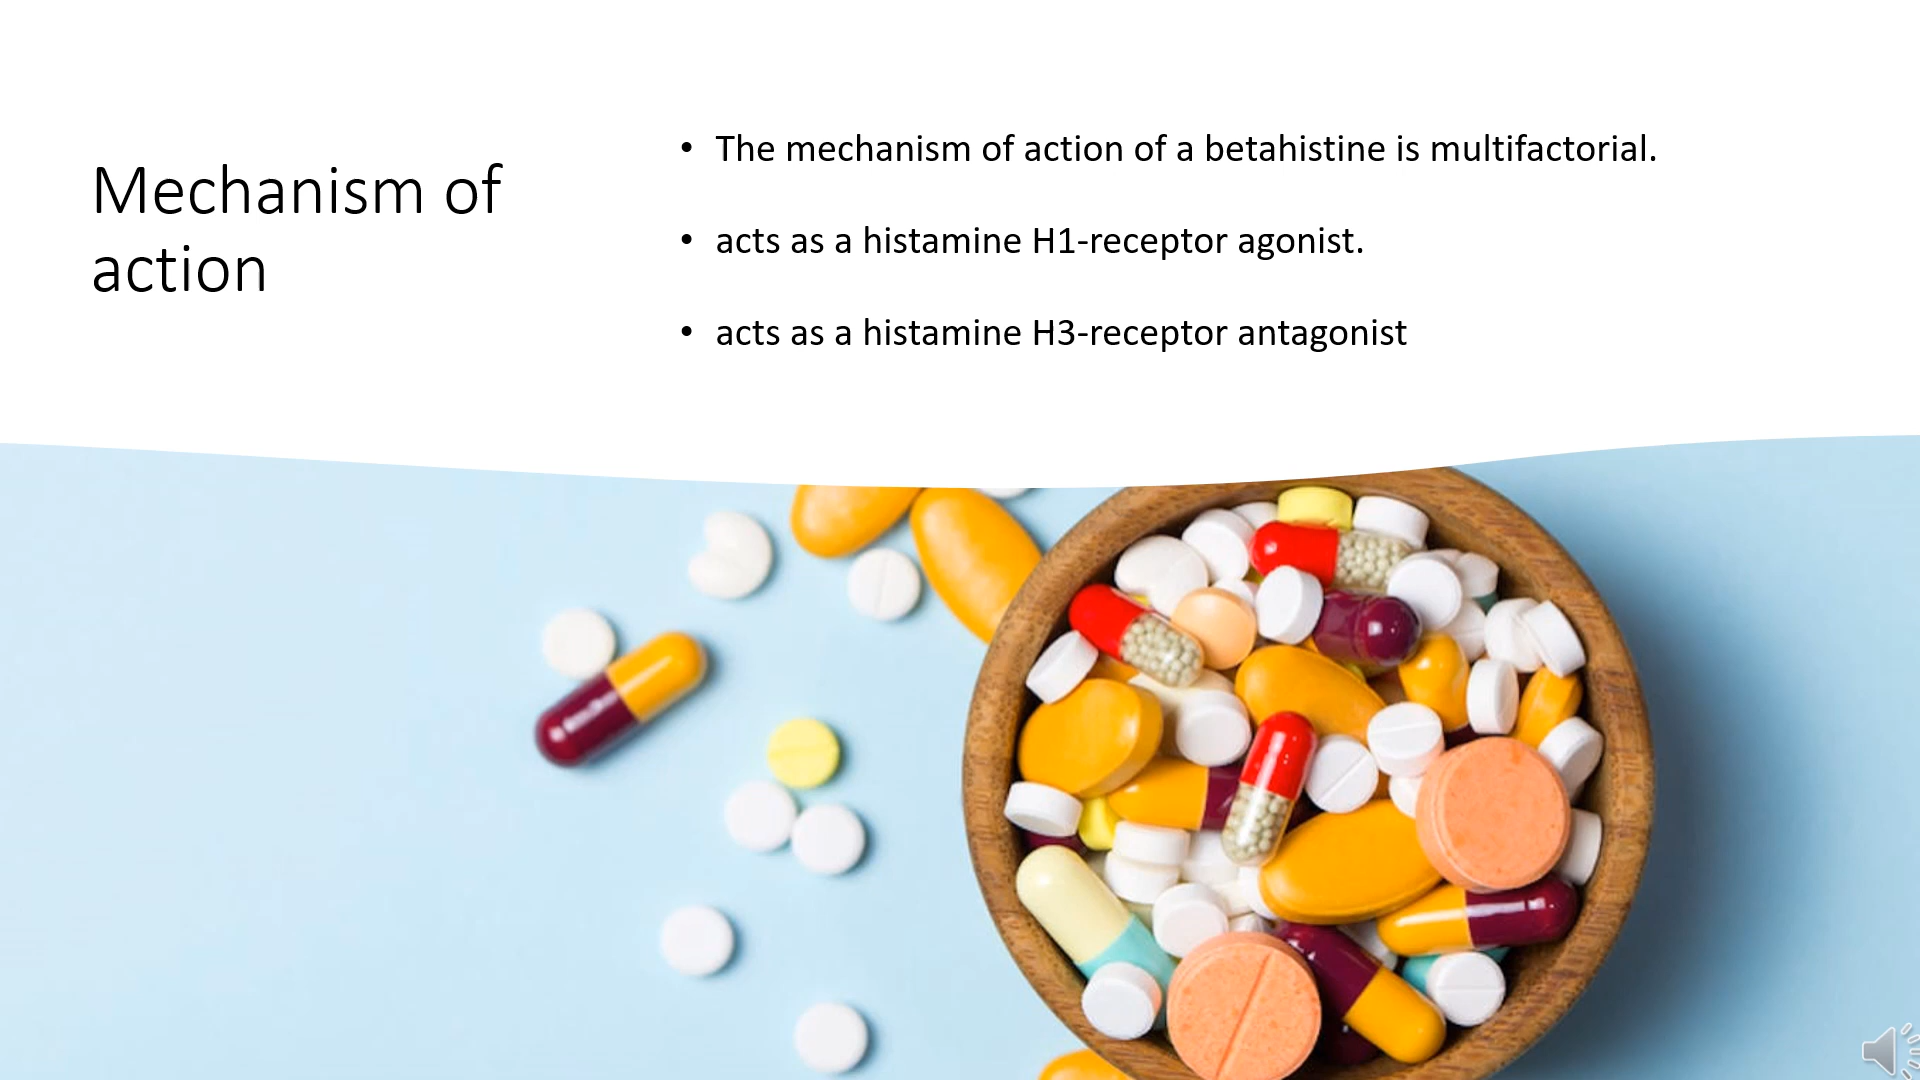 Mechanism of
action
• The mechanism of action of a betahistine is multifactorial.
• acts as a histamine H1-receptor agonist.
• acts as a histamine H3-receptor antagonist